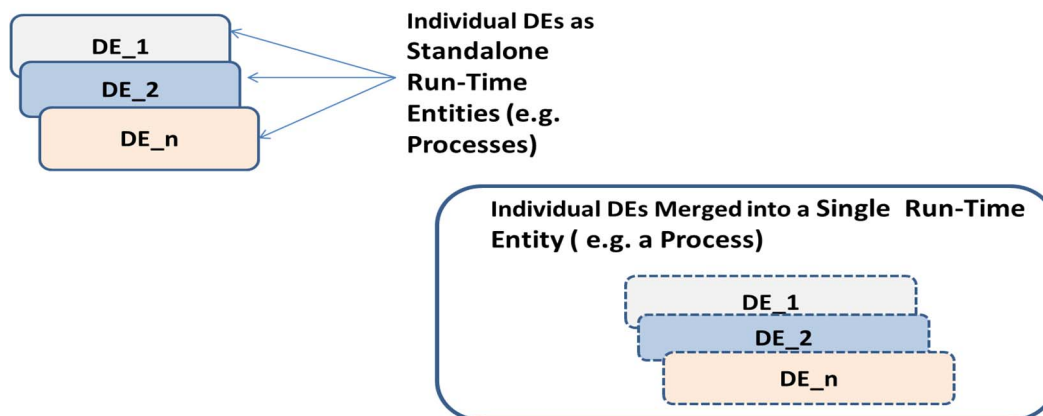 DE_1
DE_2
DE_n
Individual DEs as
Standalone
Run-Time
Entities (e.g.
Processes)
Individual DEs Merged into a Single Run-Time
Entity ( e.g. a Process)
DE_1
DE_2
DE_n